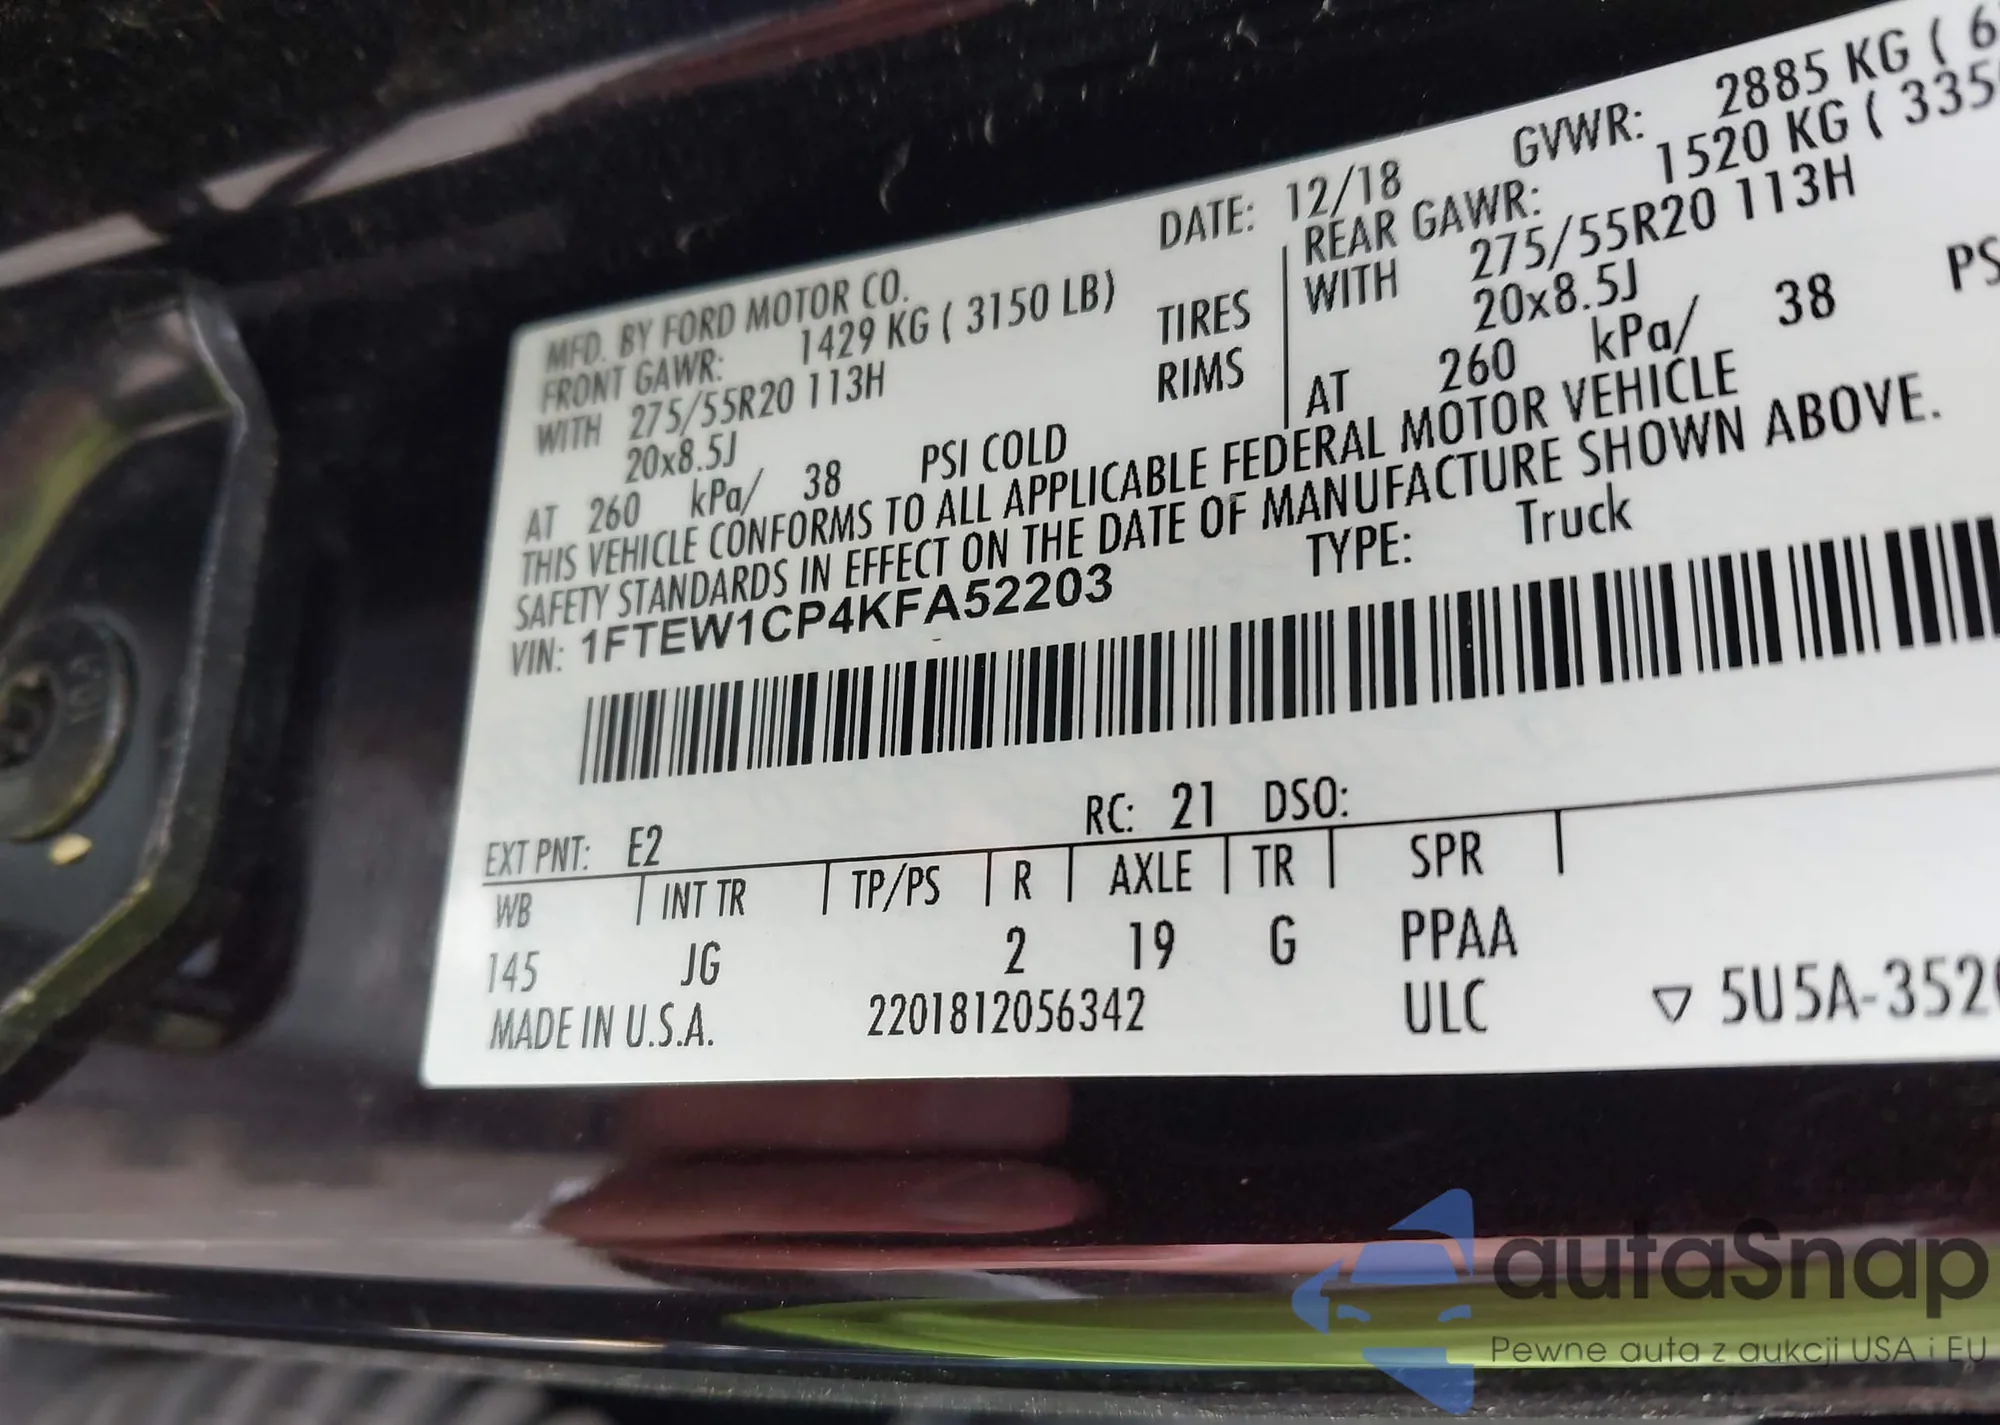 MFD. BY FORD MOTOR CO.
DATE: 12/18
GVWR: 2885 KG (
FRONT GAWR: 1429 KG ( 3150 LB)
REAR GAWR: 1520 KG (
WITH 275/55R20 113H
TIRES
WITH 275/55R20 113H
20x8.5J
RIMS
20x8.5J
AT 260 kPa/ 38 PSI COLD
AT 260 kPa/ 38
THIS VEHICLE CONFORMS TO ALL APPLICABLE FEDERAL MOTOR VEHICLE
SAFETY STANDARDS IN EFFECT ON THE DATE OF MANUFACTURE SHOWN ABOVE.
VIN: 1FTEW1CP4KFA52203
TYPE: Truck
EXT PNT: E2 RC: 21 DSO:
WB INT TR TP/PS R AXLE TR SPR
145 JG 2 19 G PPAA
MADE IN U.S.A. 2201812056342 ULC ▽
autaSnap
Pewne auta z aukcji USA i EU